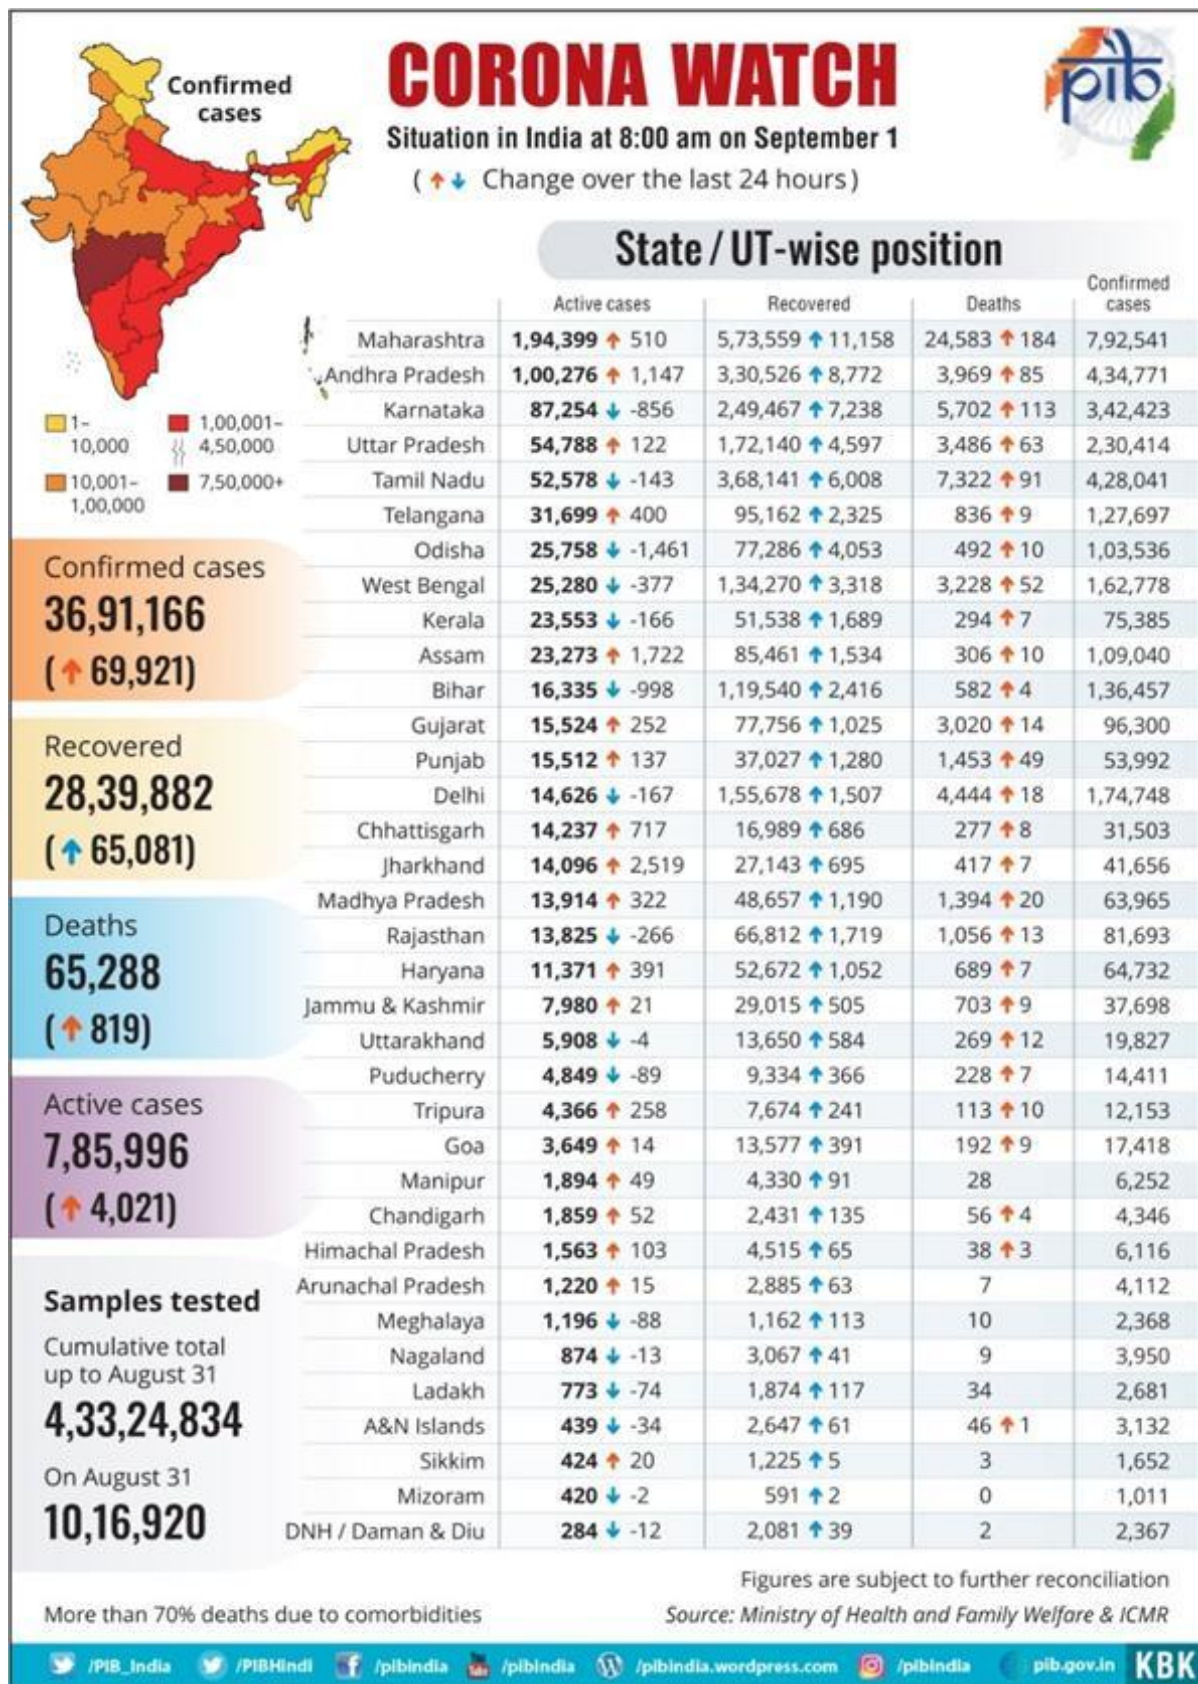 CORONA WATCH
pib
Situation in India at 8:00 am on September 1
( ↑ ↓ Change over the last 24 hours)
Confirmed
cases
1-
10,000
1,00,001-
4,50,000
10,001-
1,00,000
7,50,000+
Confirmed cases
36,91,166
(↑ 69,921)
Recovered
28,39,882
(↑ 65,081)
Deaths
65,288
(↑ 819)
Active cases
7,85,996
(↑ 4,021)
Samples tested
Cumulative total
up to August 31
4,33,24,834
On August 31
10,16,920
State / UT-wise position
Active cases Recovered Deaths Confirmed cases
Maharashtra 1,94,399 ↑ 510 5,73,559 ↑ 11,158 24,583 ↑ 184 7,92,541
Andhra Pradesh 1,00,276 ↑ 1,147 3,30,526 ↑ 8,772 3,969 ↑ 85 4,34,771
Karnataka 87,254 ↓ -856 2,49,467 ↑ 7,238 5,702 ↑ 113 3,42,423
Uttar Pradesh 54,788 ↑ 122 1,72,140 ↑ 4,597 3,486 ↑ 63 2,30,414
Tamil Nadu 52,578 ↓ -143 3,68,141 ↑ 6,008 7,322 ↑ 91 4,28,041
Telangana 31,699 ↑ 400 95,162 ↑ 2,325 836 ↑ 9 1,27,697
Odisha 25,758 ↓ -1,461 77,286 ↑ 4,053 492 ↑ 10 1,03,536
West Bengal 25,280 ↓ -377 1,34,270 ↑ 3,318 3,228 ↑ 52 1,62,778
Kerala 23,553 ↓ -166 51,538 ↑ 1,689 294 ↑ 7 75,385
Assam 23,273 ↑ 1,722 85,461 ↑ 1,534 306 ↑ 10 1,09,040
Bihar 16,335 ↓ -998 1,19,540 ↑ 2,416 582 ↑ 4 1,36,457
Gujarat 15,524 ↑ 252 77,756 ↑ 1,025 3,020 ↑ 14 96,300
Punjab 15,512 ↑ 137 37,027 ↑ 1,280 1,453 ↑ 49 53,992
Delhi 14,626 ↓ -167 1,55,678 ↑ 1,507 4,444 ↑ 18 1,74,748
Chhattisgarh 14,237 ↑ 717 16,989 ↑ 686 277 ↑ 8 31,503
Jharkhand 14,096 ↑ 2,519 27,143 ↑ 695 417 ↑ 7 41,656
Madhya Pradesh 13,914 ↑ 322 48,657 ↑ 1,190 1,394 ↑ 20 63,965
Rajasthan 13,825 ↓ -266 66,812 ↑ 1,719 1,056 ↑ 13 81,693
Haryana 11,371 ↑ 391 52,672 ↑ 1,052 689 ↑ 7 64,732
Jammu & Kashmir 7,980 ↑ 21 29,015 ↑ 505 703 ↑ 9 37,698
Uttarakhand 5,908 ↓ -4 13,650 ↑ 584 269 ↑ 12 19,827
Puducherry 4,849 ↓ -89 9,334 ↑ 366 228 ↑ 7 14,411
Tripura 4,366 ↑ 258 7,674 ↑ 241 113 ↑ 10 12,153
Goa 3,649 ↑ 14 13,577 ↑ 391 192 ↑ 9 17,418
Manipur 1,894 ↑ 49 4,330 ↑ 91 28 6,252
Chandigarh 1,859 ↑ 52 2,431 ↑ 135 56 ↑ 4 4,346
Himachal Pradesh 1,563 ↑ 103 4,515 ↑ 65 38 ↑ 3 6,116
Arunachal Pradesh 1,220 ↑ 15 2,885 ↑ 63 7 4,112
Meghalaya 1,196 ↓ -88 1,162 ↑ 113 10 2,368
Nagaland 874 ↓ -13 3,067 ↑ 41 9 3,950
Ladakh 773 ↓ -74 1,874 ↑ 117 34 2,681
A&N Islands 439 ↓ -34 2,647 ↑ 61 46 ↑ 1 3,132
Sikkim 424 ↑ 20 1,225 ↑ 5 3 1,652
Mizoram 420 ↓ -2 591 ↑ 2 0 1,011
DNH / Daman & Diu 284 ↓ -12 2,081 ↑ 39 2 2,367
Figures are subject to further reconciliation
More than 70% deaths due to comorbidities
Source: Ministry of Health and Family Welfare & ICMR
/PIB_India /PIBHindi /pibindia /pibindia /pibindia.wordpress.com /pibindia pib.gov.in KBK